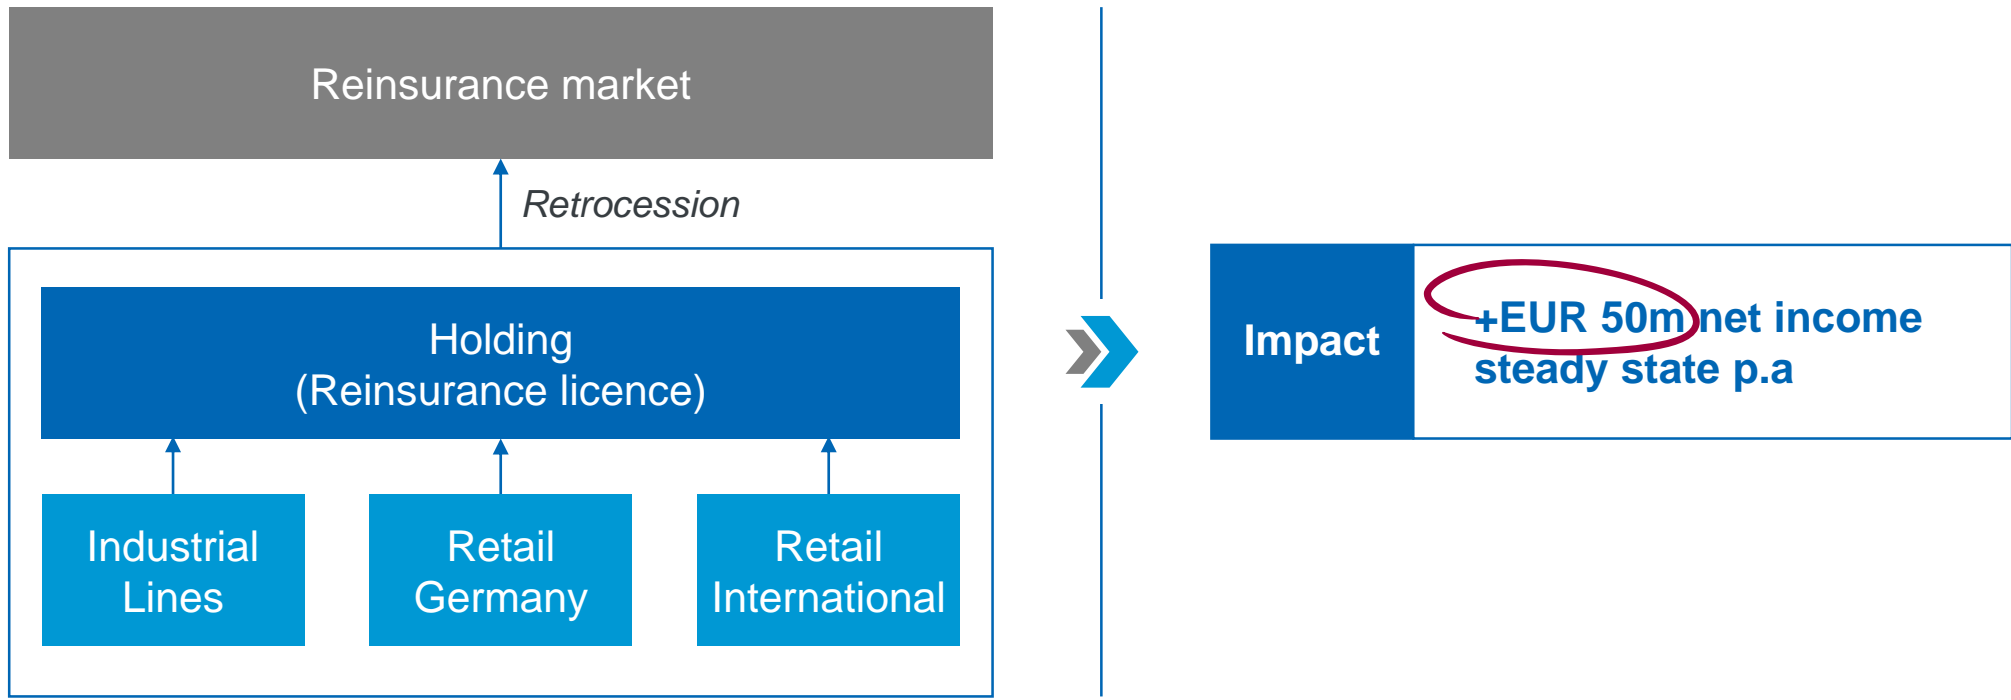 Reinsurance market
Retrocession
Holding
(Reinsurance licence)
Industrial
Lines
Retail
Germany
Retail
International
Impact
+EUR 50m net income
steady state p.a